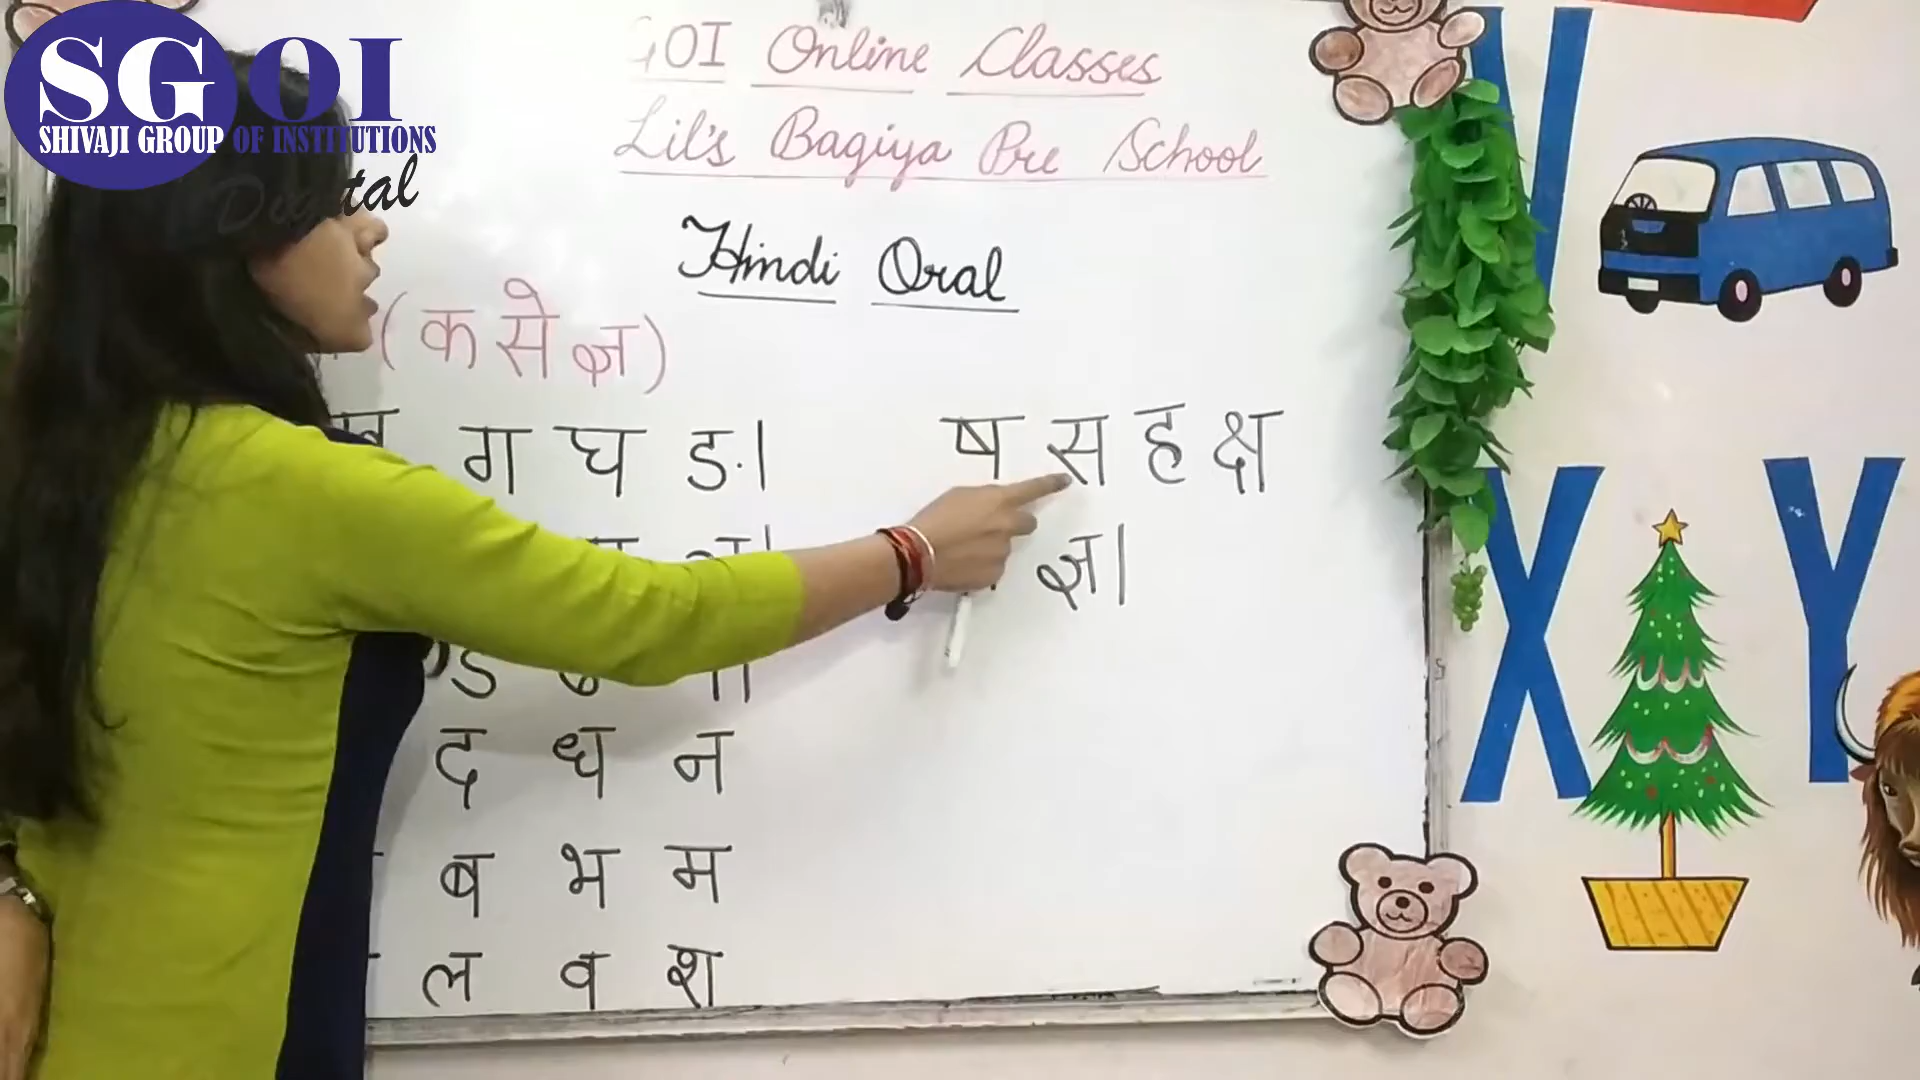 SGOI
SHIVAJI GROUP OF INSTITUTIONS
Digital
GOI Online Classes
Lil's Bagiya Pre School
Hindi Oral
(क से ज्ञ)
ख ग घ ङ।
द ध न
ब भ म
ल व श
ष स ह क्ष
ज्ञ।
V
X Y